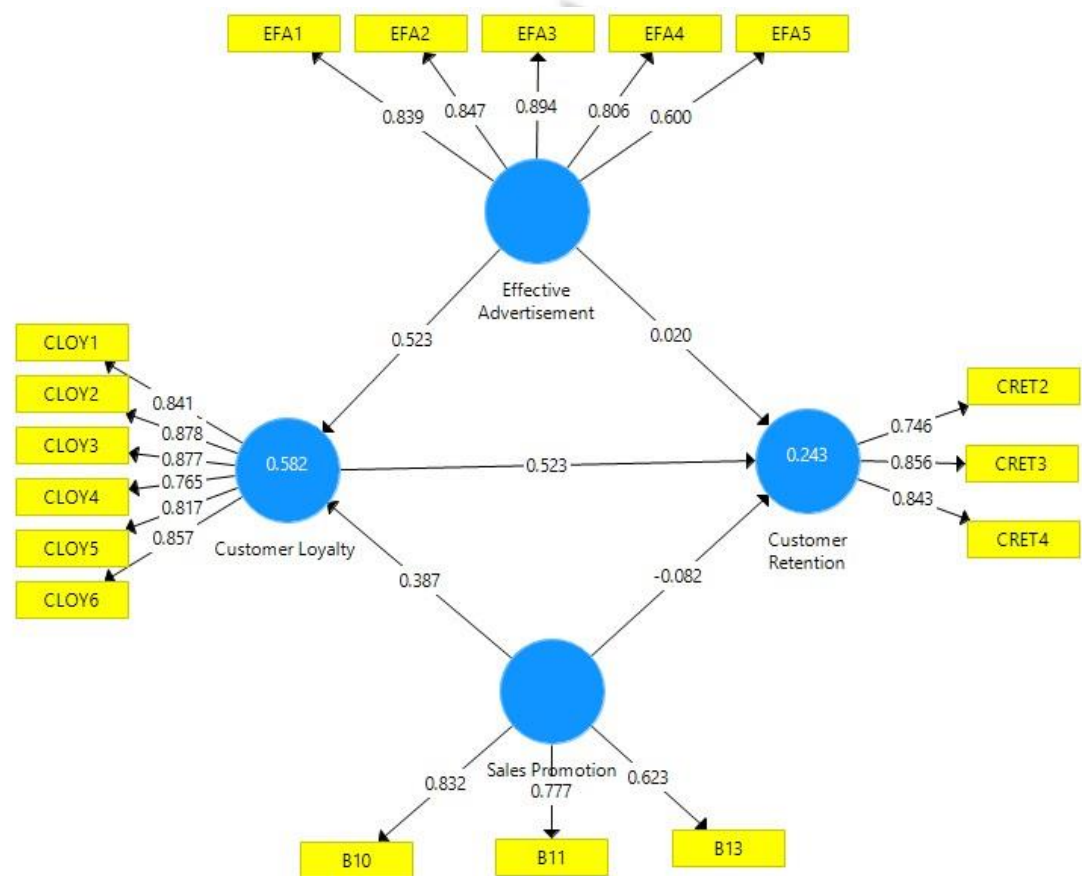 EFA1 EFA2 EFA3 EFA4 EFA5
0.839 0.847 0.894 0.806 0.600
Effective
Advertisement
0.523
0.020
CLOY1
CLOY2
CLOY3
CLOY4
CLOY5
CLOY6
0.841
0.878
0.877
0.765
0.817
0.857
0.582
Customer Loyalty
0.523
0.243
Customer
Retention
0.746
0.856
0.843
CRET2
CRET3
CRET4
0.387
-0.082
Sales Promotion
0.832 0.777 0.623
B10 B11 B13